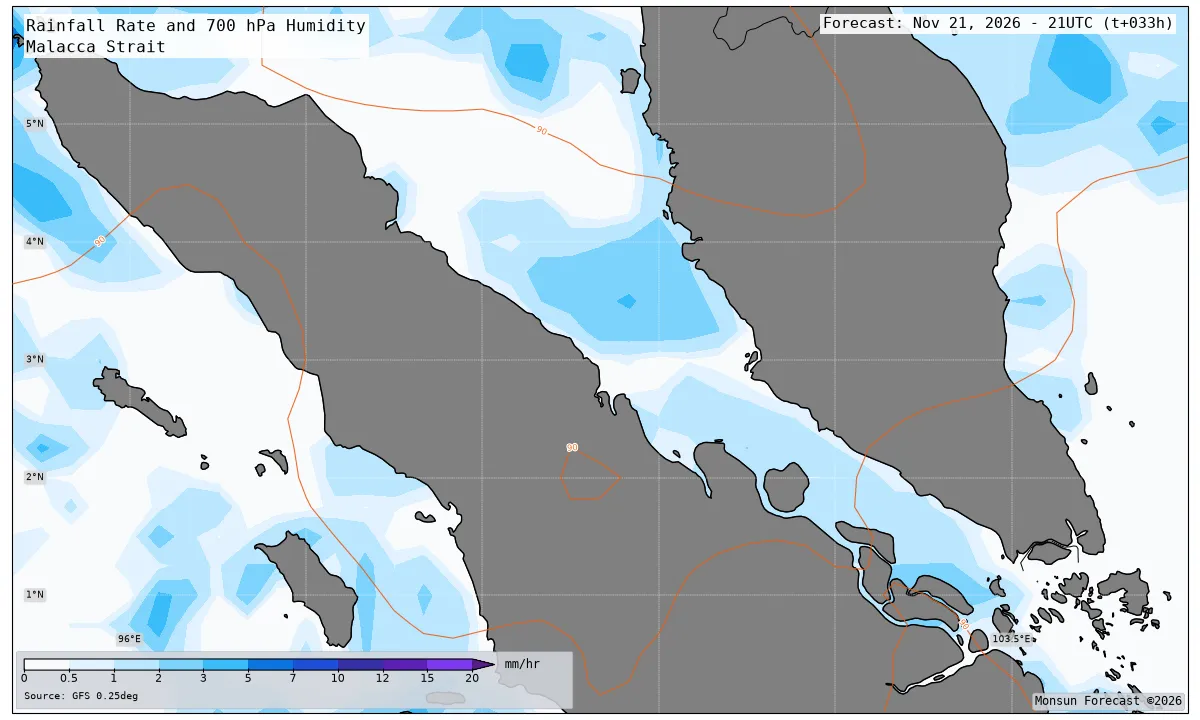 Rainfall Rate and 700 hPa Humidity
Malacca Strait
Forecast: Nov 21, 2026 - 21UTC (t+033h)
90
5°N
90
4°N
3°N
90
2°N
1°N
90
96°E
103.5°E
mm/hr
0 0.5 1 2 3 5 7 10 12 15 20
Source: GFS 0.25deg
Monsun Forecast ©2026